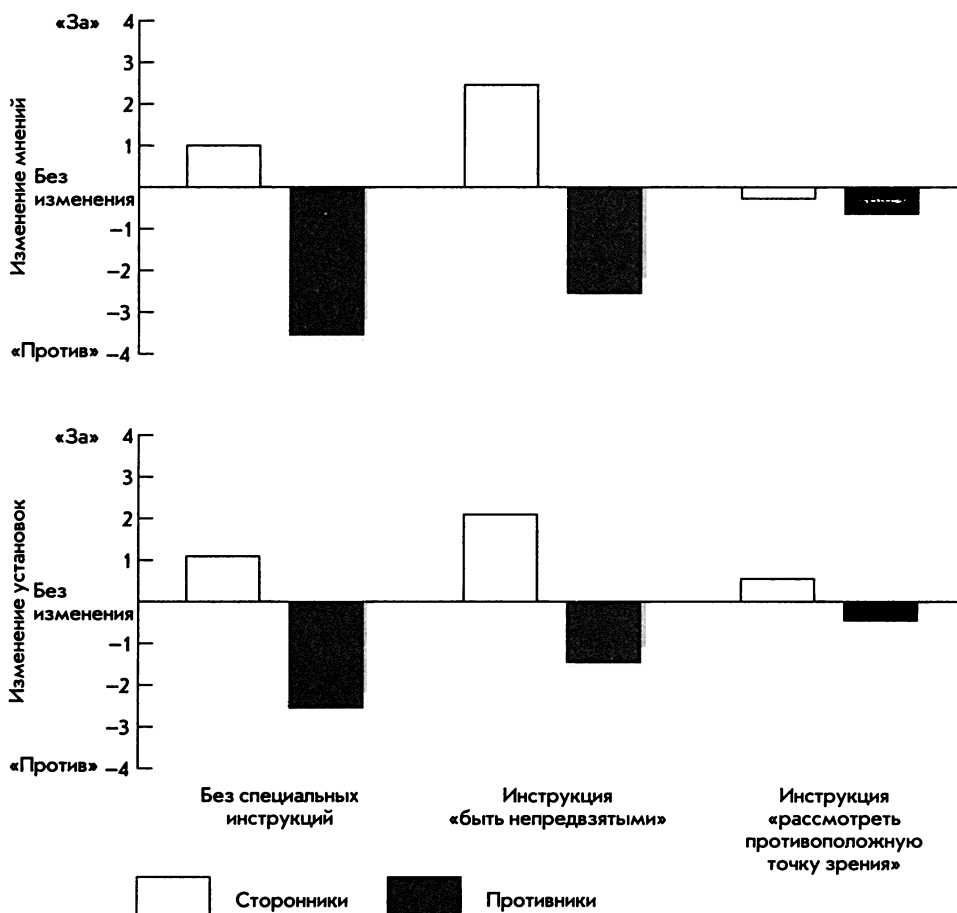 «За»
4
3
2
1
Без
изменения
−1
−2
−3
«Против» −4
Изменение мнений
«За»
4
3
2
1
Без
изменения
−1
−2
−3
«Против» −4
Изменение установок
Без специальных
инструкций
Инструкция
«быть непредвзятыми»
Инструкция
«рассмотреть
противоположную
точку зрения»
Сторонники
Противники